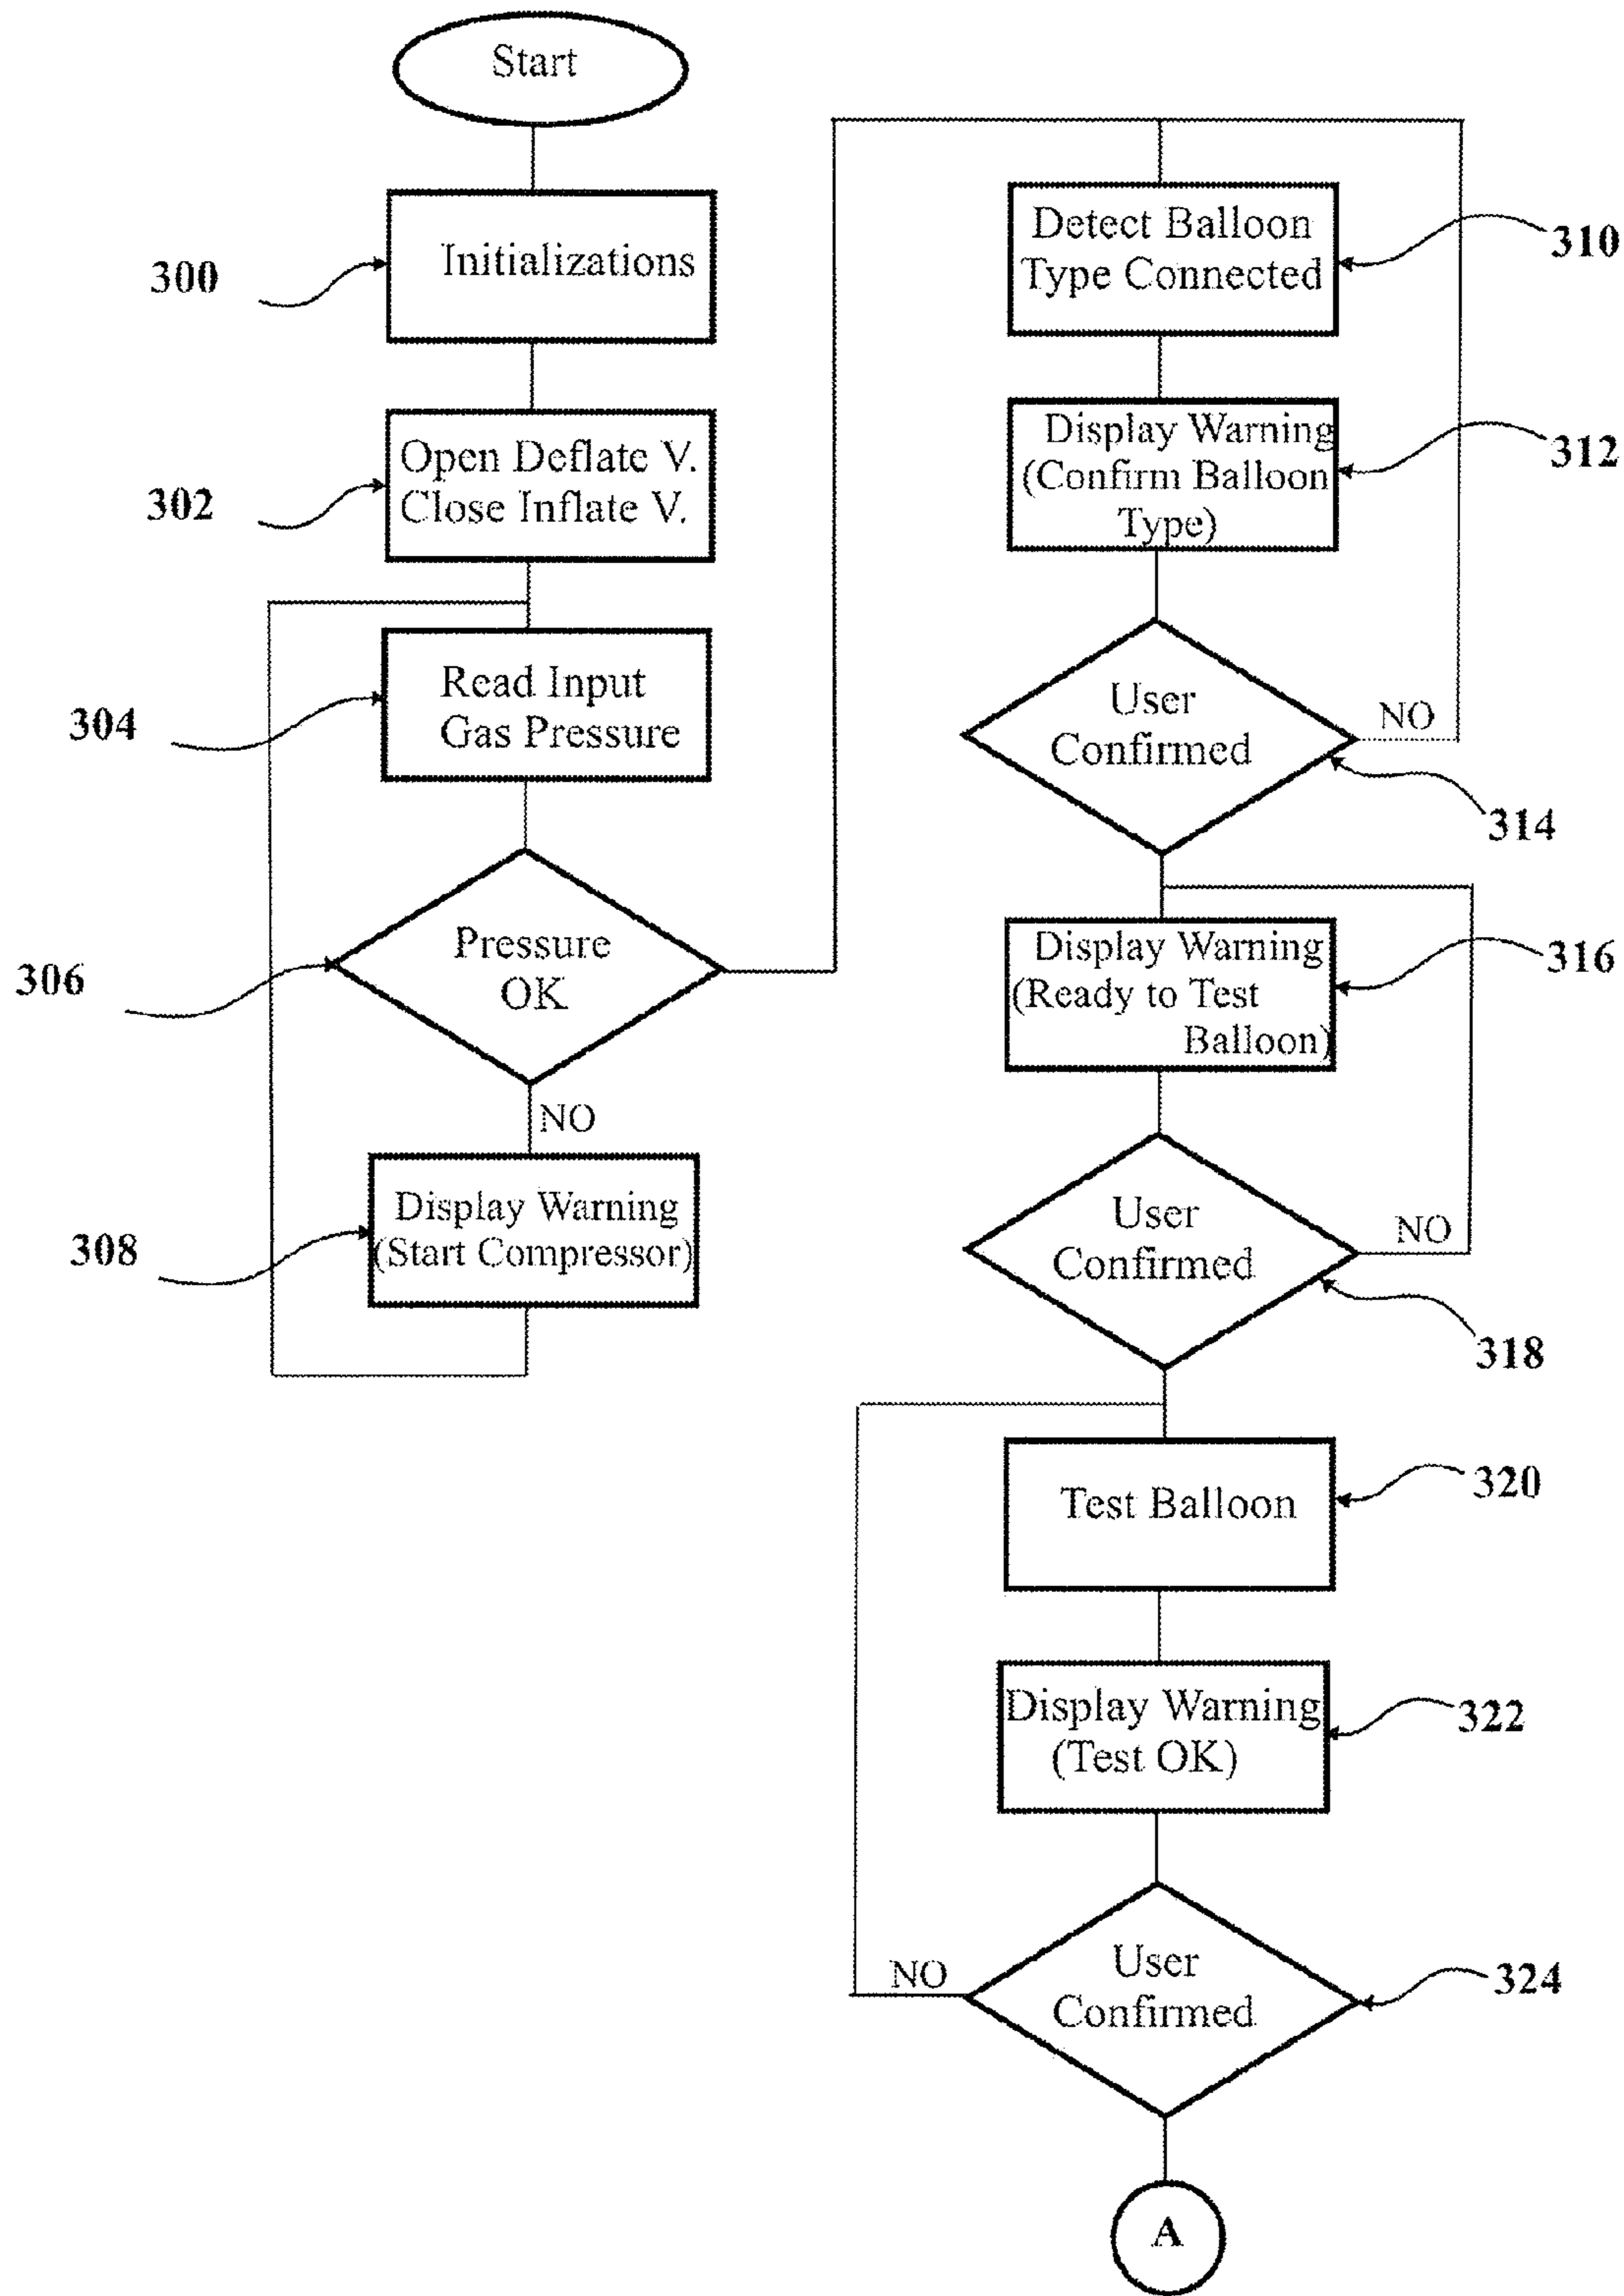 Start
300
Initializations
302
Open Deflate V.
Close Inflate V.
304
Read Input
Gas Pressure
306
Pressure
OK
NO
308
Display Warning
(Start Compressor)
Detect Balloon
Type Connected
310
Display Warning
(Confirm Balloon
Type)
312
User
Confirmed
NO
314
Display Warning
(Ready to Test
Balloon)
316
User
Confirmed
NO
318
Test Balloon
320
Display Warning
(Test OK)
322
User
Confirmed
NO
324
A